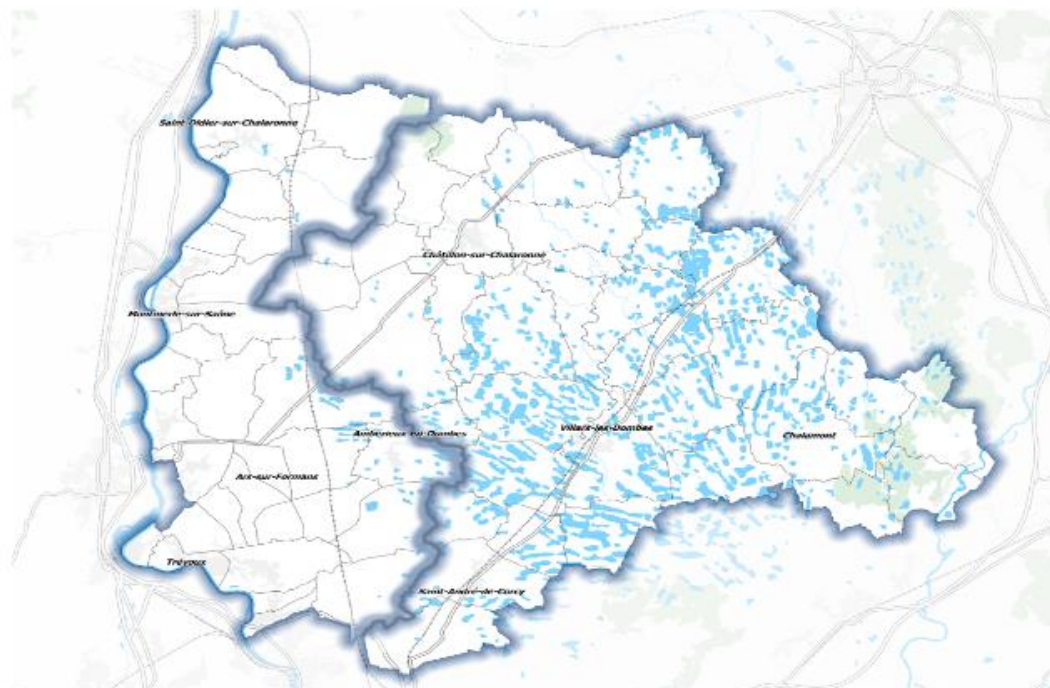 Saint-Didier-sur-Chalaronne
Châtillon-sur-Chalaronne
Montmerle-sur-Saône
Ambérieux-en-Dombes
Villars-les-Dombes
Chalamont
Ars-sur-Formans
Trévoux
Saint-André-de-Corcy